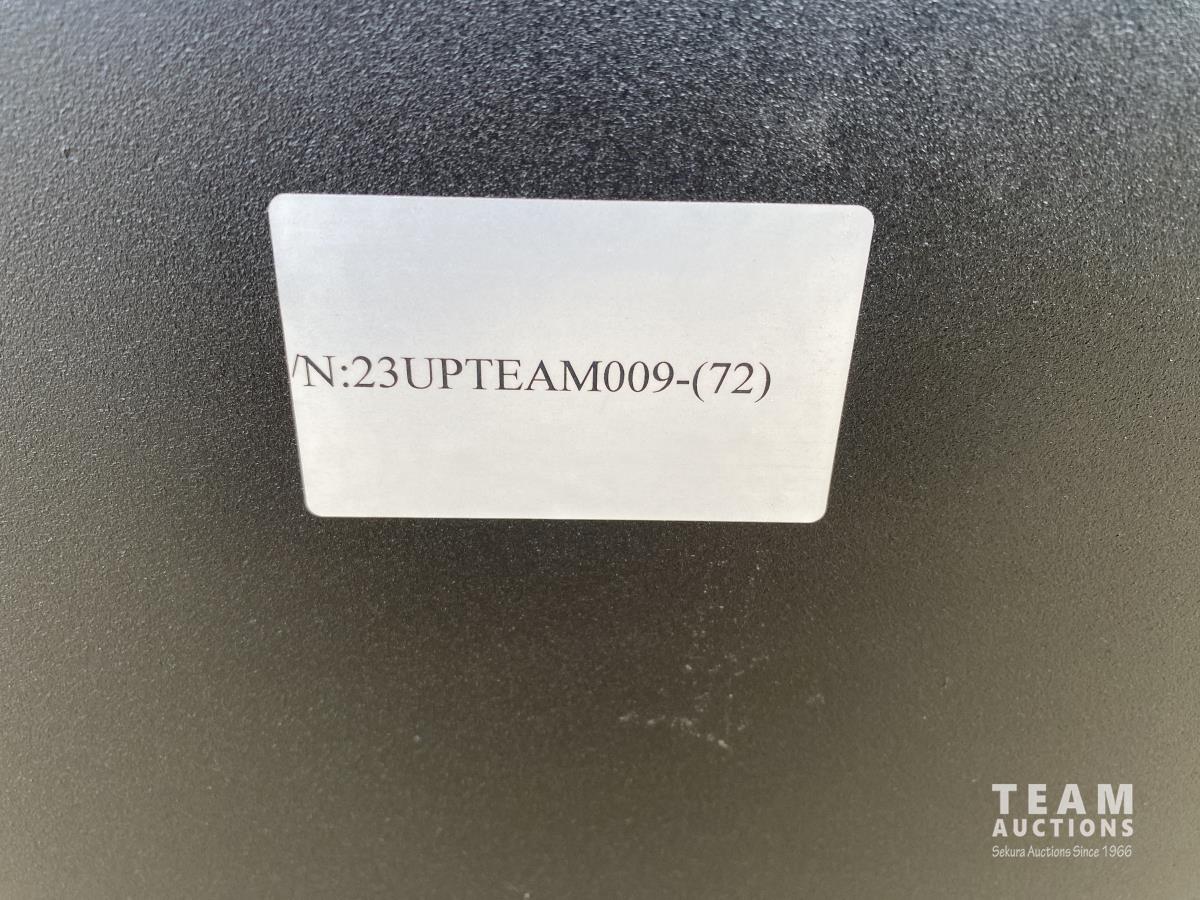 /N:23UPTEAM009-(72)
TEAM
AUCTIONS
Sekura Auctions Since 1966